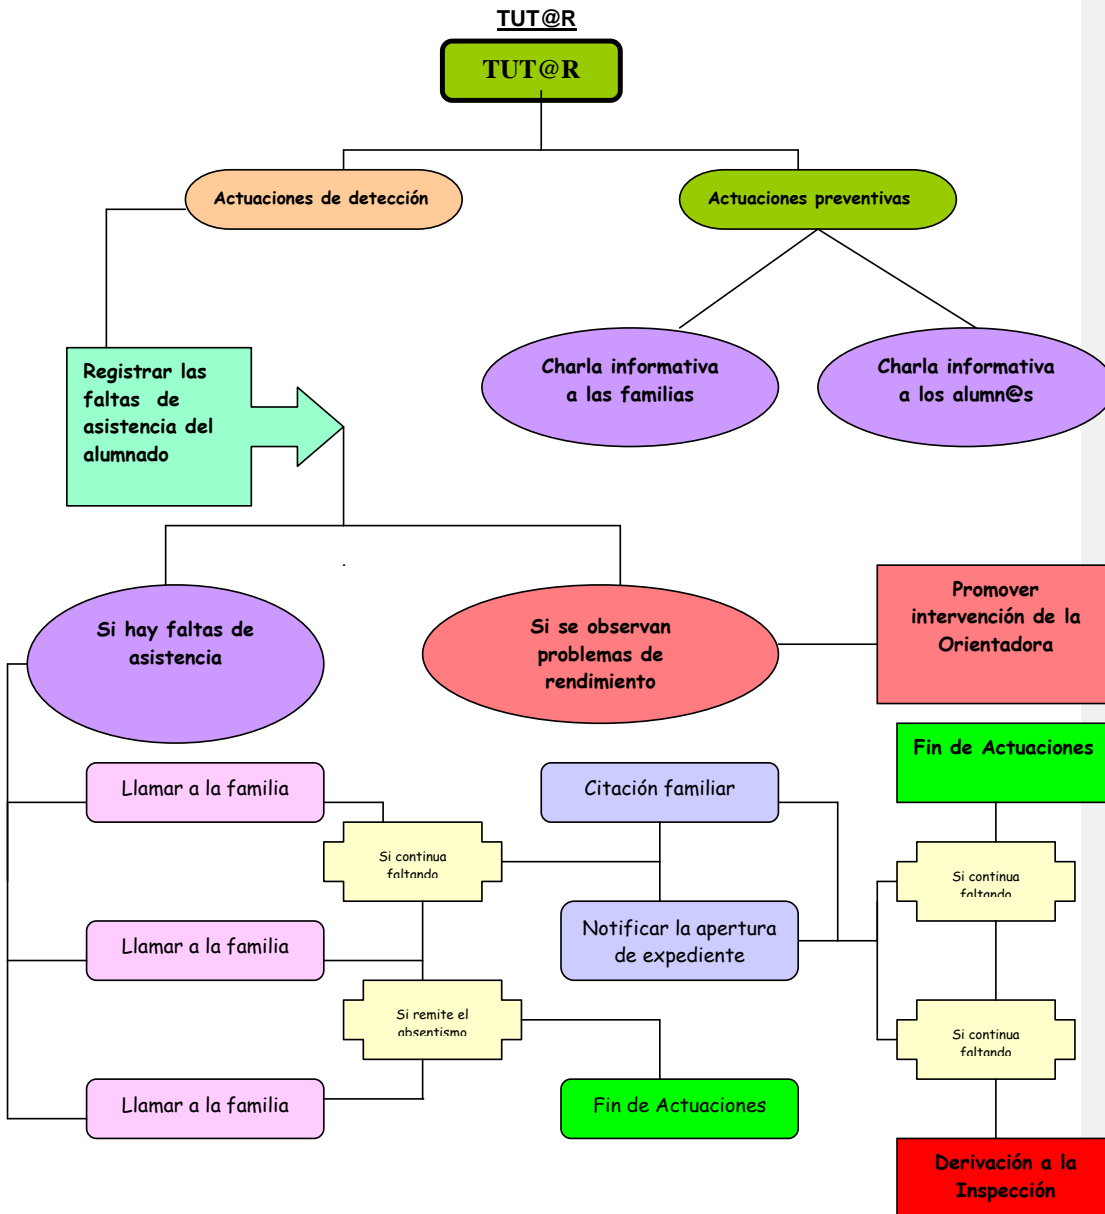 TUT@R
TUT@R
Actuaciones de detección
Actuaciones preventivas
Charla informativa
a las familias
Charla informativa
a los alumn@s
Registrar las
faltas de
asistencia del
alumnado
Si hay faltas de
asistencia
Si se observan
problemas de
rendimiento
Promover
intervención de la
Orientadora
Fin de Actuaciones
Llamar a la familia
Citación familiar
Si continua
faltando
Si continua
faltando
Llamar a la familia
Notificar la apertura
de expediente
Si remite el
absentismo
Si continua
faltando
Llamar a la familia
Fin de Actuaciones
Derivación a la
Inspección